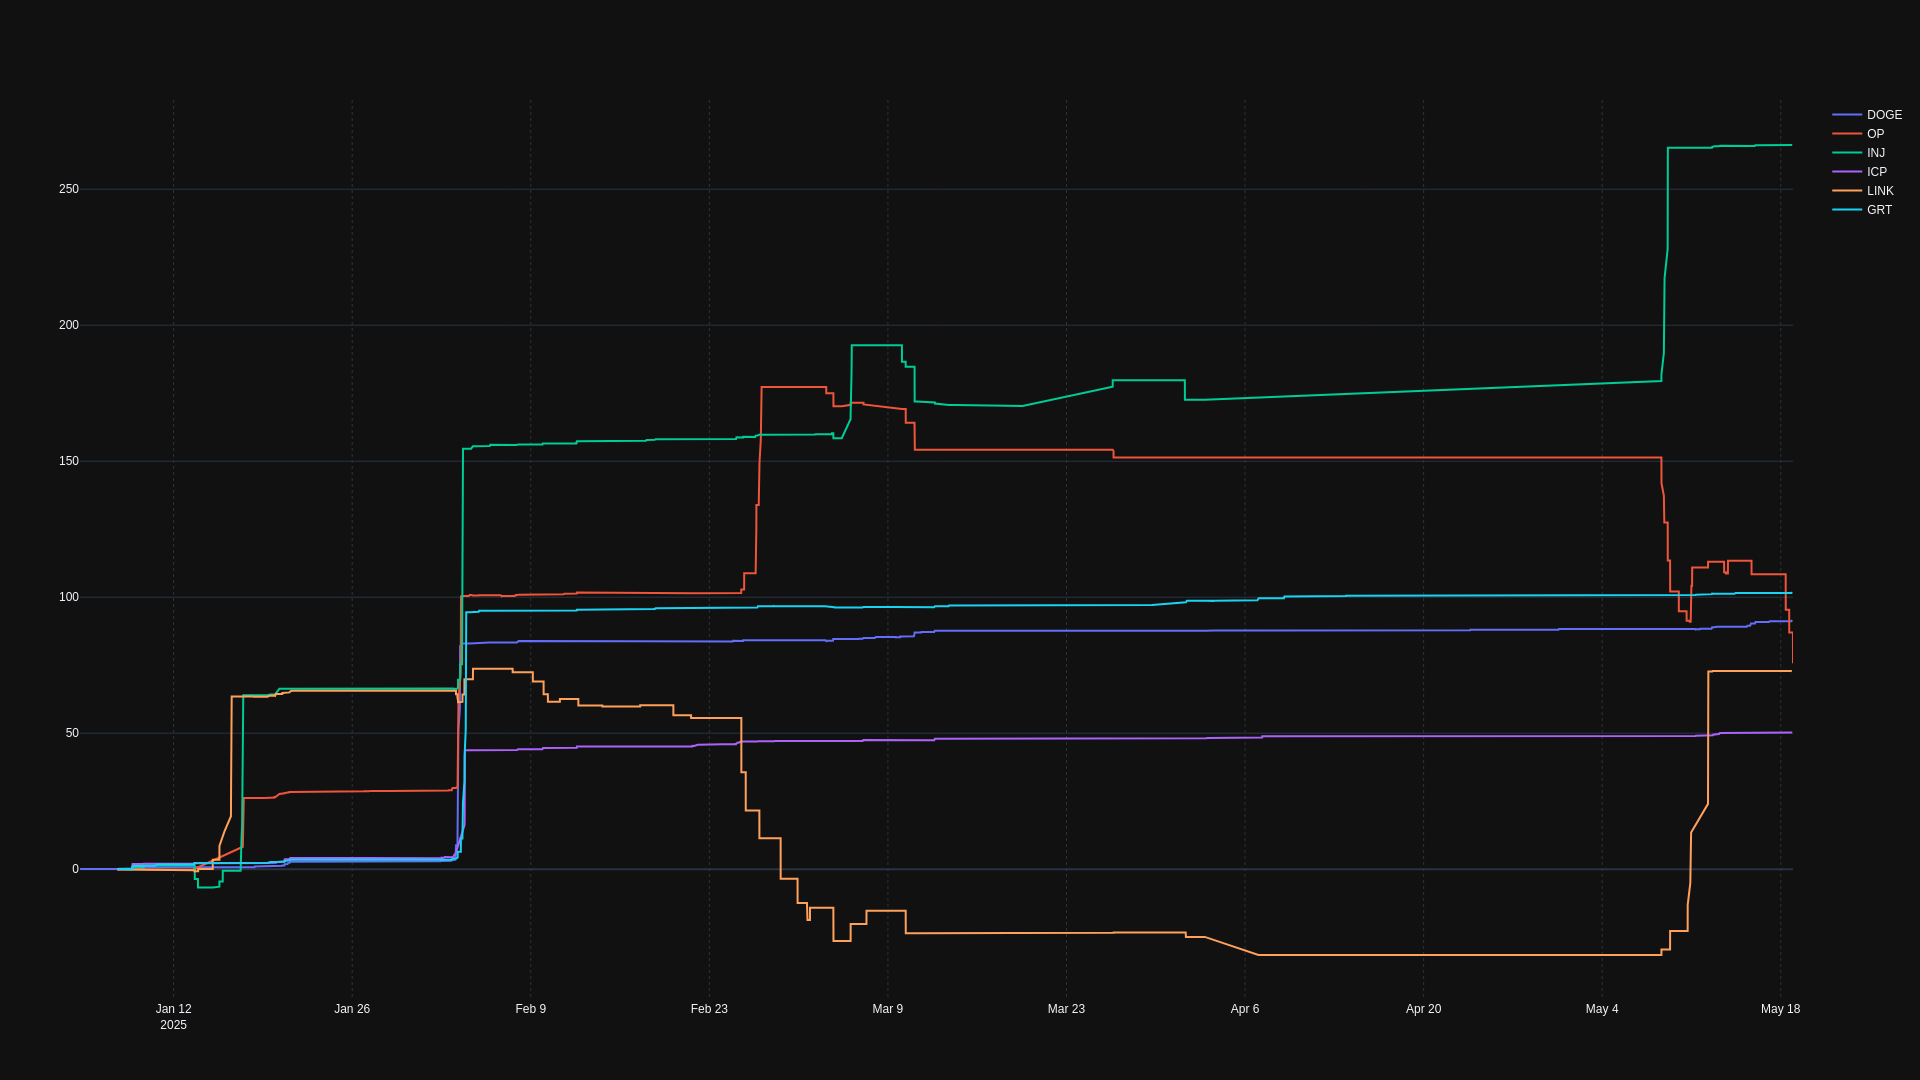 DOGE
OP
INJ
ICP
LINK
GRT
250
200
150
100
50
0
Jan 12
2025
Jan 26
Feb 9
Feb 23
Mar 9
Mar 23
Apr 6
Apr 20
May 4
May 18